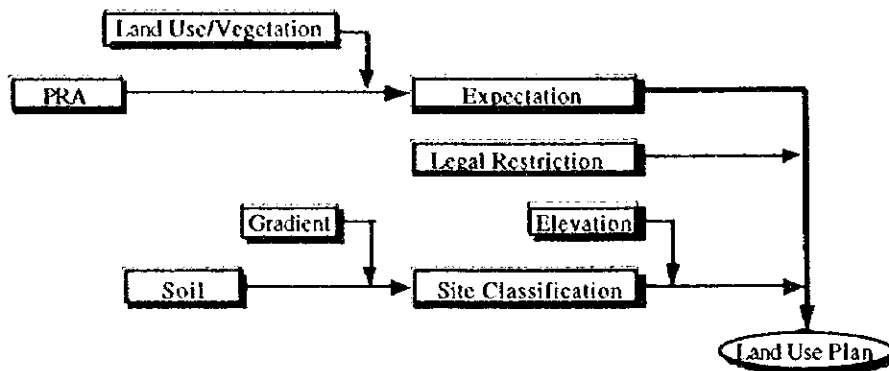 Land Use/Vegetation
PRA
Expectation
Legal Restriction
Gradient
Elevation
Soil
Site Classification
Land Use Plan